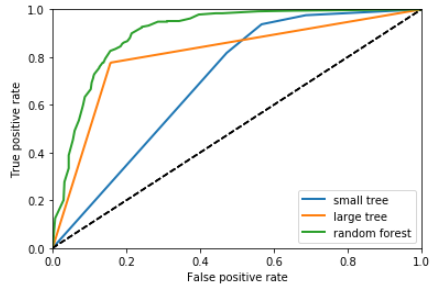 1.0
0.8
0.6
0.4
0.2
0.0
True positive rate
0.0 0.2 0.4 0.6 0.8 1.0
False positive rate
small tree
large tree
random forest